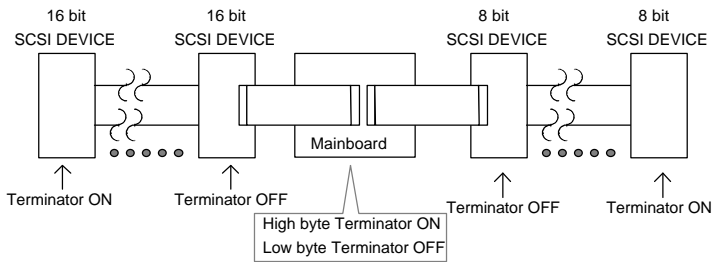 16 bit
SCSI DEVICE
16 bit
SCSI DEVICE
8 bit
SCSI DEVICE
8 bit
SCSI DEVICE
Mainboard
Terminator ON
Terminator OFF
High byte Terminator ON
Low byte Terminator OFF
Terminator OFF
Terminator ON